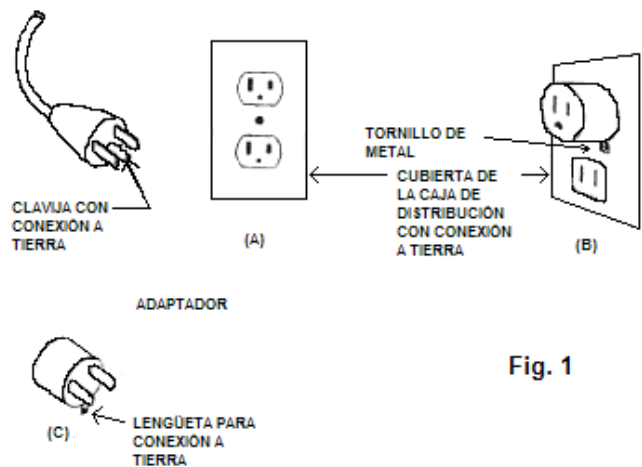 CLAVIJA CON
CONEXIÓN A
TIERRA
(A)
TORNILLO DE
METAL
CUBIERTA DE
LA CAJA DE
DISTRIBUCIÓN
CON CONEXIÓN
A TIERRA
(B)
ADAPTADOR
(C)
LENGÜETA PARA
CONEXIÓN A
TIERRA
Fig. 1